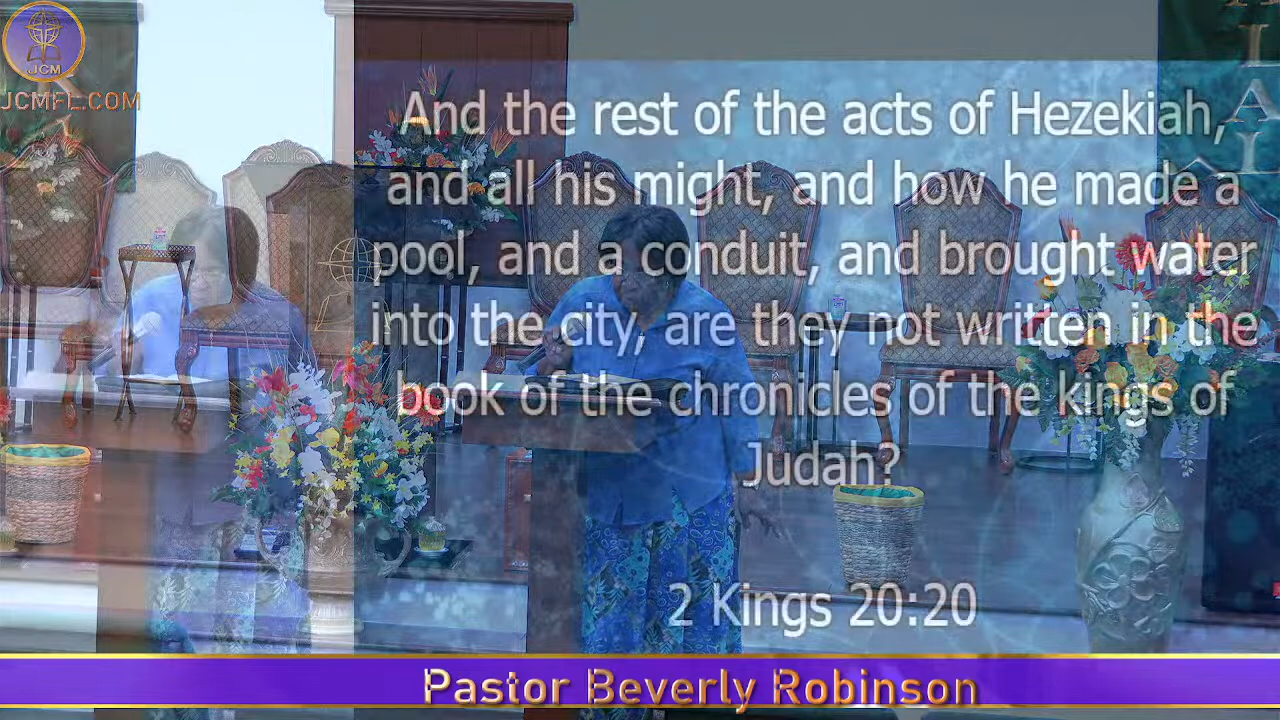 JCM
JCMFL.COM
And the rest of the acts of Hezekiah,
and all his might, and how he made a
pool, and a conduit, and brought water
into the city, are they not written in the
book of the chronicles of the kings of
Judah?
2 Kings 20:20
Pastor Beverly Robinson